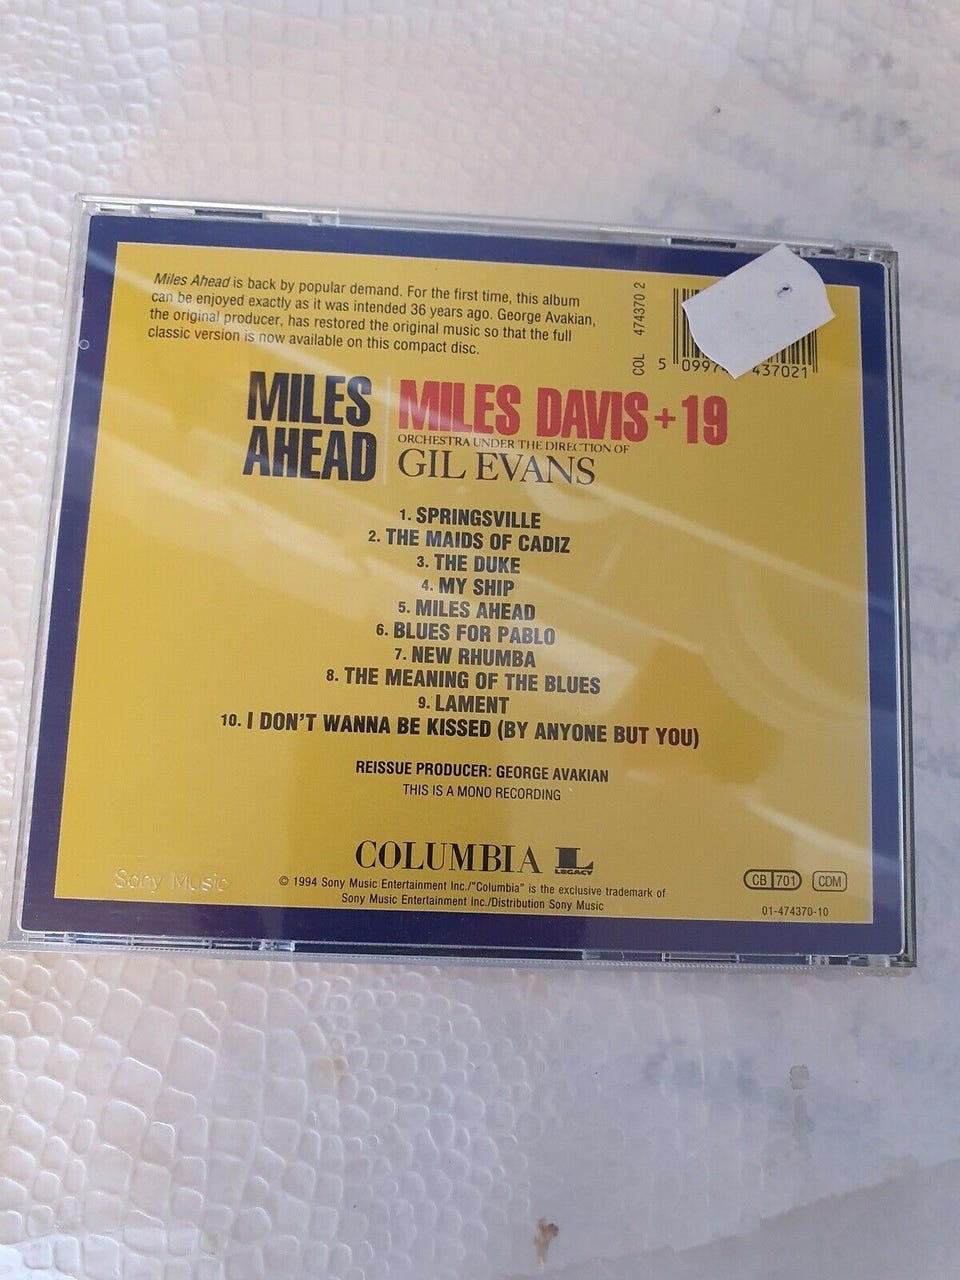 Miles Ahead is back by popular demand. For the first time, this album
can be enjoyed exactly as it was intended 36 years ago. George Avakian,
the original producer, has restored the original music so that the full
classic version is now available on this compact disc.
COL 474370 2
5 0997 437021
MILES AHEAD
MILES DAVIS + 19
ORCHESTRA UNDER THE DIRECTION OF
GIL EVANS
1. SPRINGSVILLE
2. THE MAIDS OF CADIZ
3. THE DUKE
4. MY SHIP
5. MILES AHEAD
6. BLUES FOR PABLO
7. NEW RHUMBA
8. THE MEANING OF THE BLUES
9. LAMENT
10. I DON'T WANNA BE KISSED (BY ANYONE BUT YOU)
REISSUE PRODUCER: GEORGE AVAKIAN
THIS IS A MONO RECORDING
COLUMBIA L
LEGACY
Sony Music
© 1994 Sony Music Entertainment Inc./"Columbia" is the exclusive trademark of
Sony Music Entertainment Inc./Distribution Sony Music
CB 701 CDM
01-474370-10